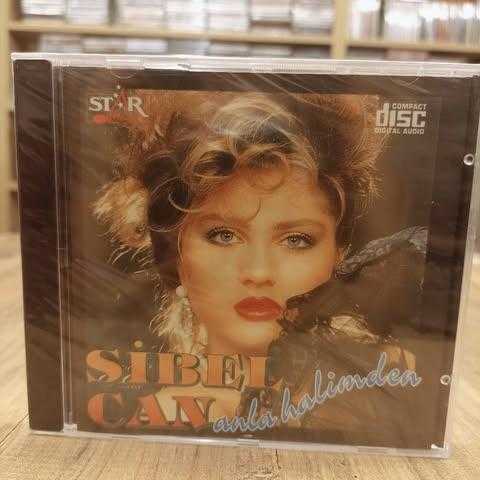 STAR
COMPACT
disc
DIGITAL AUDIO
SİBEL
CAN
anla halimden